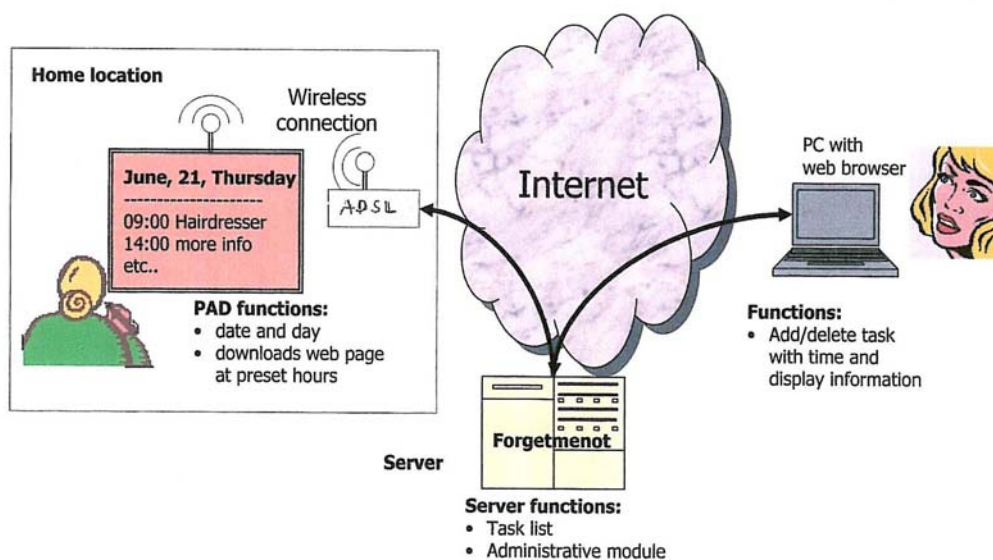 Home location
Wireless
connection
June, 21, Thursday
----------------------
09:00 Hairdresser
14:00 more info
etc..
ADSL
PAD functions:
• date and day
• downloads web page
at preset hours
Internet
PC with
web browser
Functions:
• Add/delete task
with time and
display information
Forgetmenot
Server
Server functions:
• Task list
• Administrative module